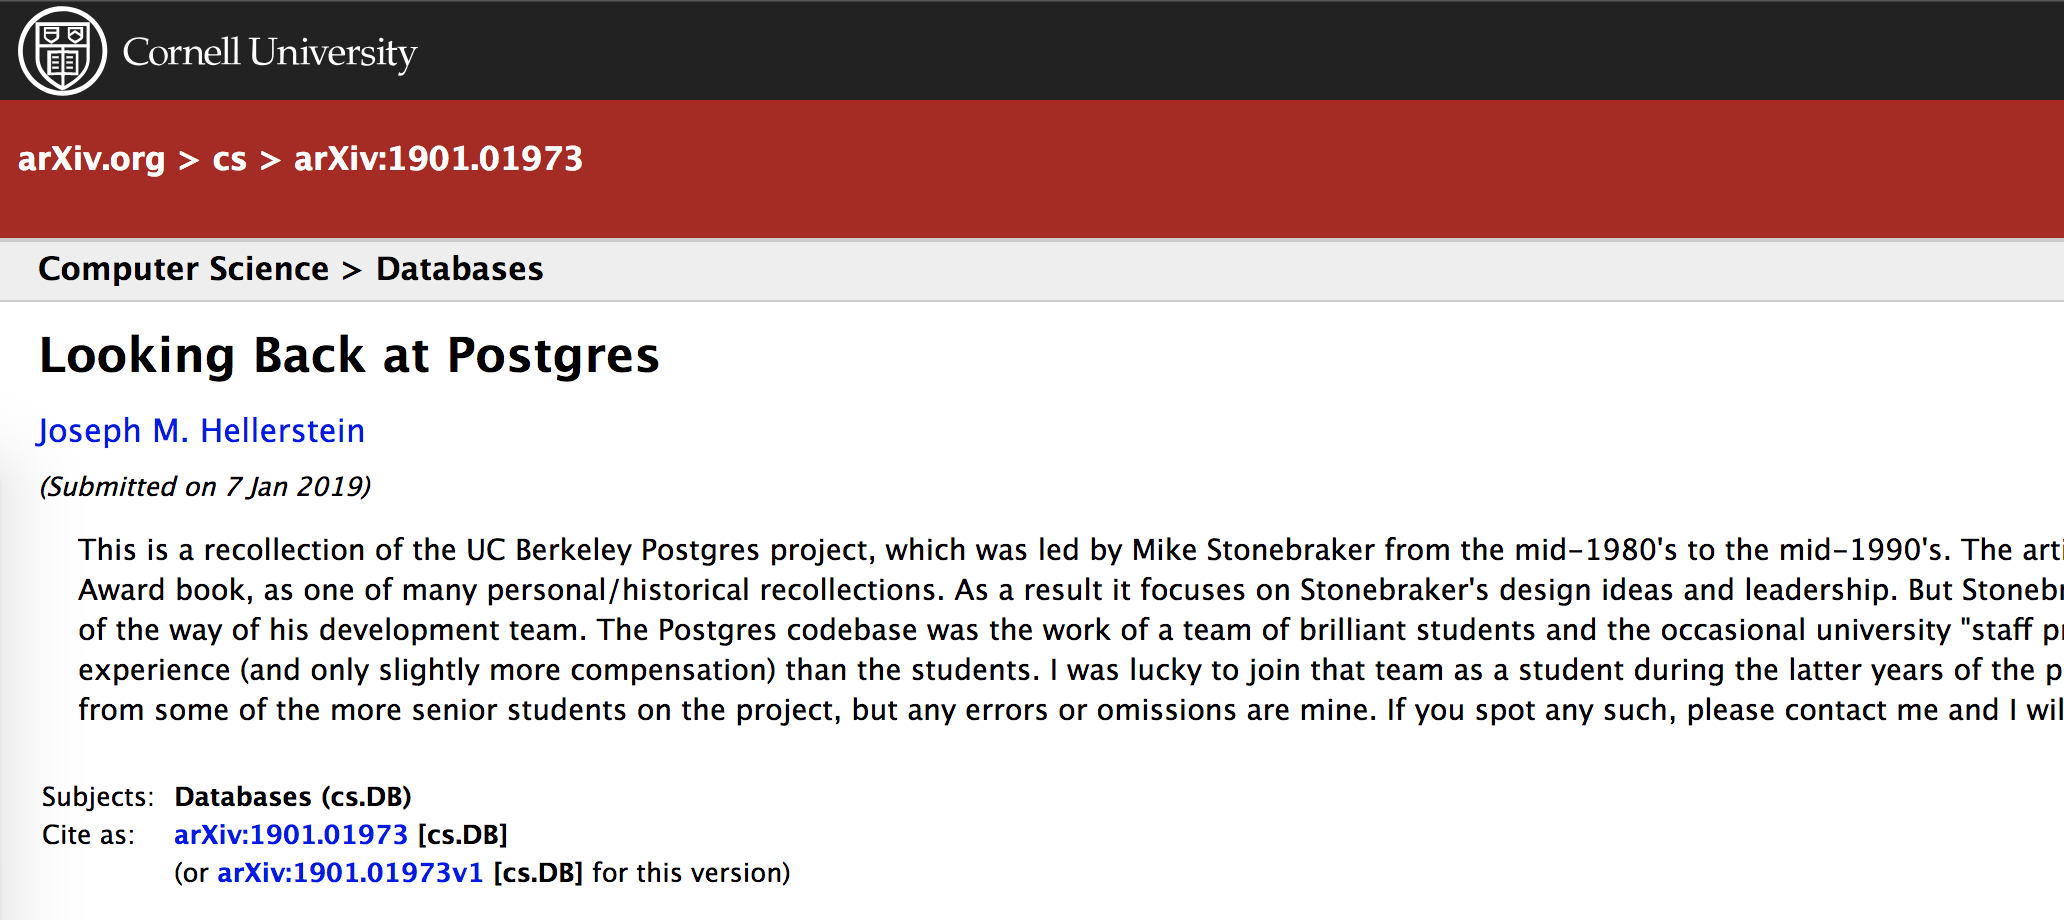 Cornell University
arXiv.org > cs > arXiv:1901.01973
Computer Science > Databases
Looking Back at Postgres
Joseph M. Hellerstein
(Submitted on 7 Jan 2019)
This is a recollection of the UC Berkeley Postgres project, which was led by Mike Stonebraker from the mid-1980's to the mid-1990's. The
Award book, as one of many personal/historical recollections. As a result it focuses on Stonebraker's design ideas and leadership. But
of the way of his development team. The Postgres codebase was the work of a team of brilliant students and the occasional university "staff
experience (and only slightly more compensation) than the students. I was lucky to join that team as a student during the latter years of the
from some of the more senior students on the project, but any errors or omissions are mine. If you spot any such, please contact me and I
Subjects: Databases (cs.DB)
Cite as: arXiv:1901.01973 [cs.DB]
(or arXiv:1901.01973v1 [cs.DB] for this version)